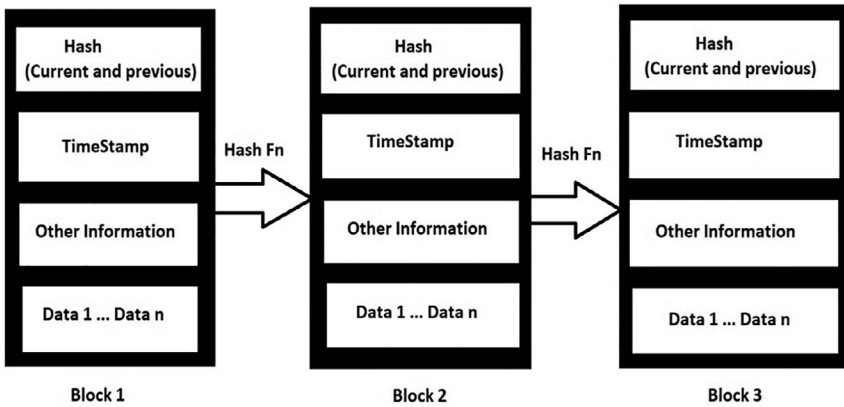 Hash
(Current and previous)
TimeStamp
Other Information
Data 1 ... Data n
Block 1
Hash Fn
Hash
(Current and previous)
TimeStamp
Other Information
Data 1 ... Data n
Block 2
Hash Fn
Hash
(Current and previous)
TimeStamp
Other Information
Data 1 ... Data n
Block 3